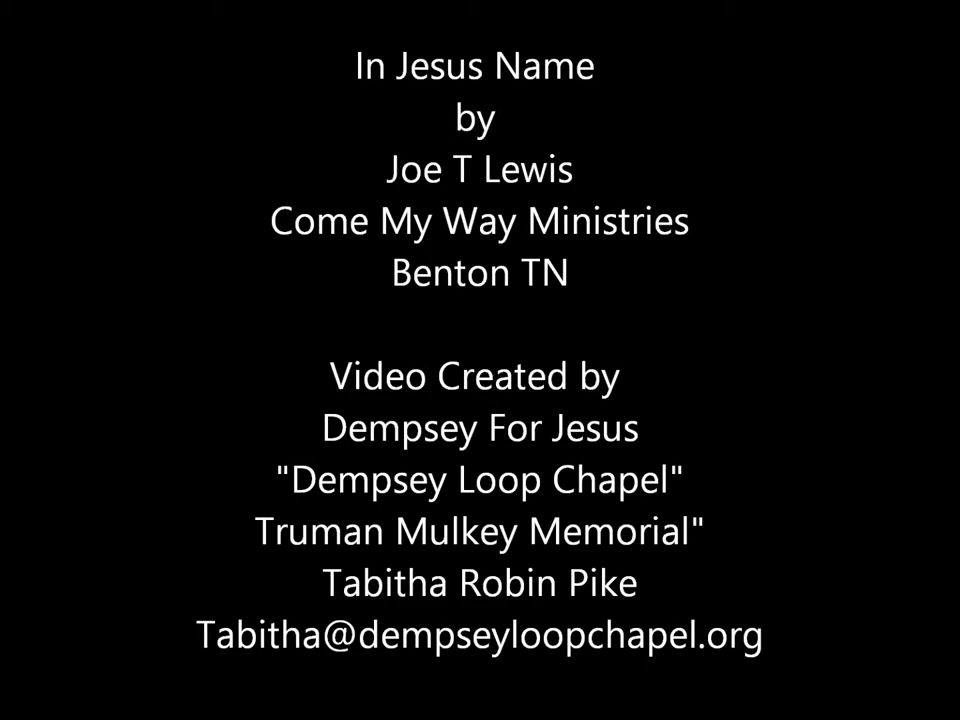 In Jesus Name
by
Joe T Lewis
Come My Way Ministries
Benton TN
Video Created by
Dempsey For Jesus
"Dempsey Loop Chapel"
Truman Mulkey Memorial"
Tabitha Robin Pike
Tabitha@dempseyloopchapel.org